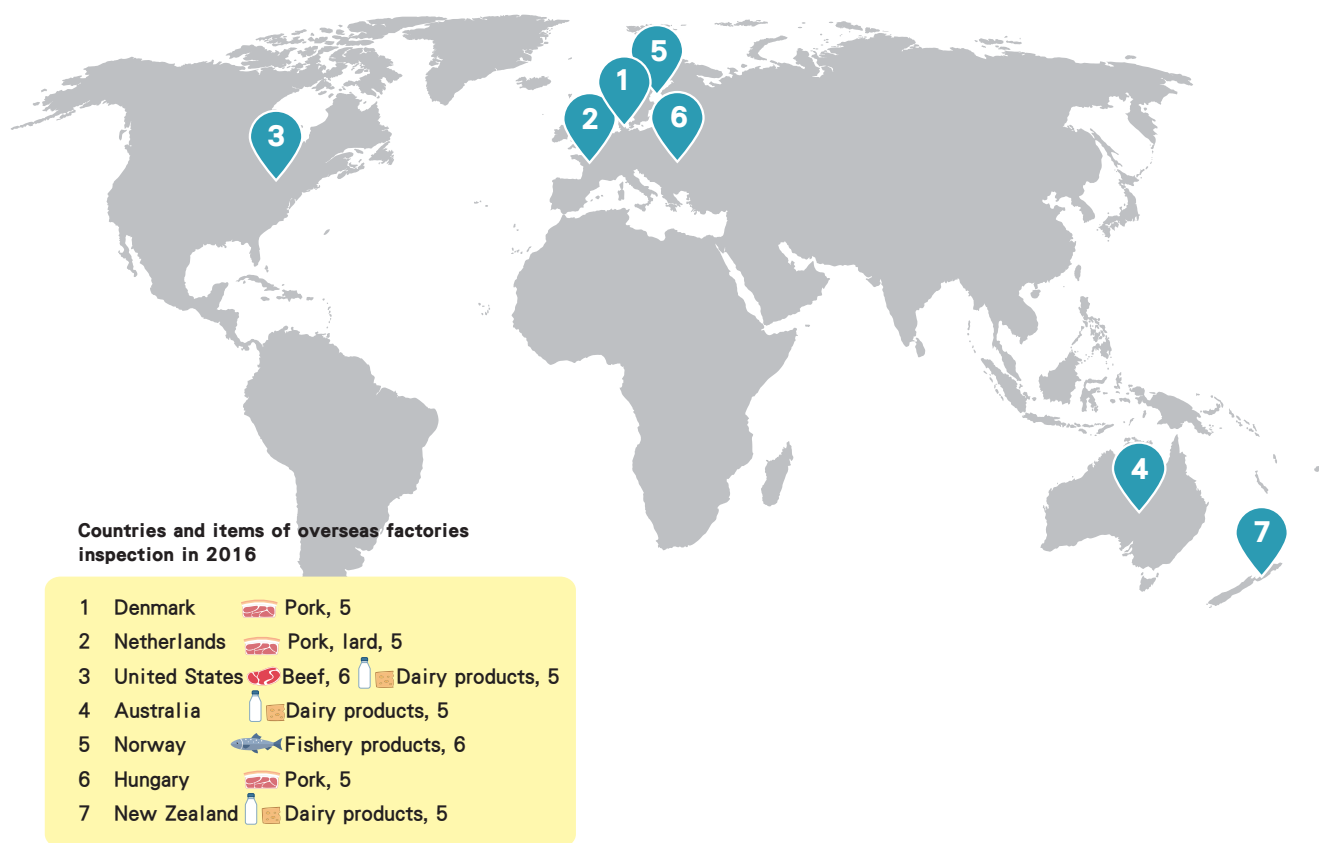 5
1
2
6
3
4
7
Countries and items of overseas factories
inspection in 2016
1 Denmark Pork, 5
2 Netherlands Pork, lard, 5
3 United States Beef, 6 Dairy products, 5
4 Australia Dairy products, 5
5 Norway Fishery products, 6
6 Hungary Pork, 5
7 New Zealand Dairy products, 5